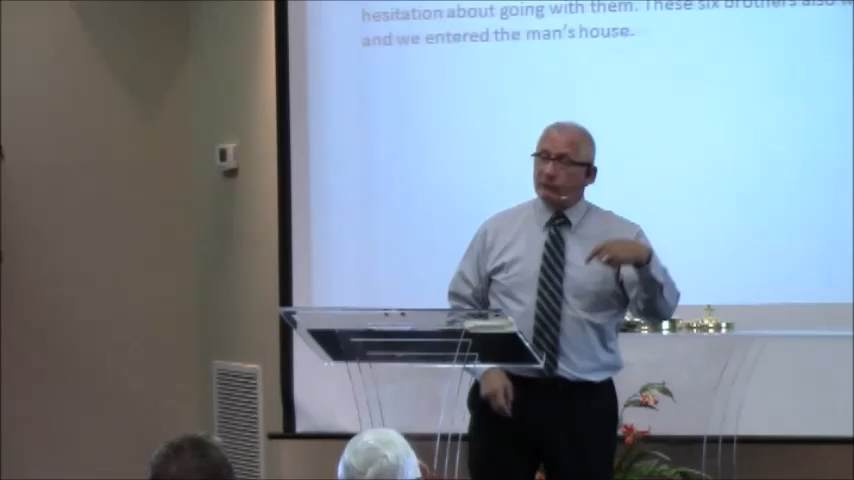 hesitation about going with them. These six brothers also
and we entered the man's house.